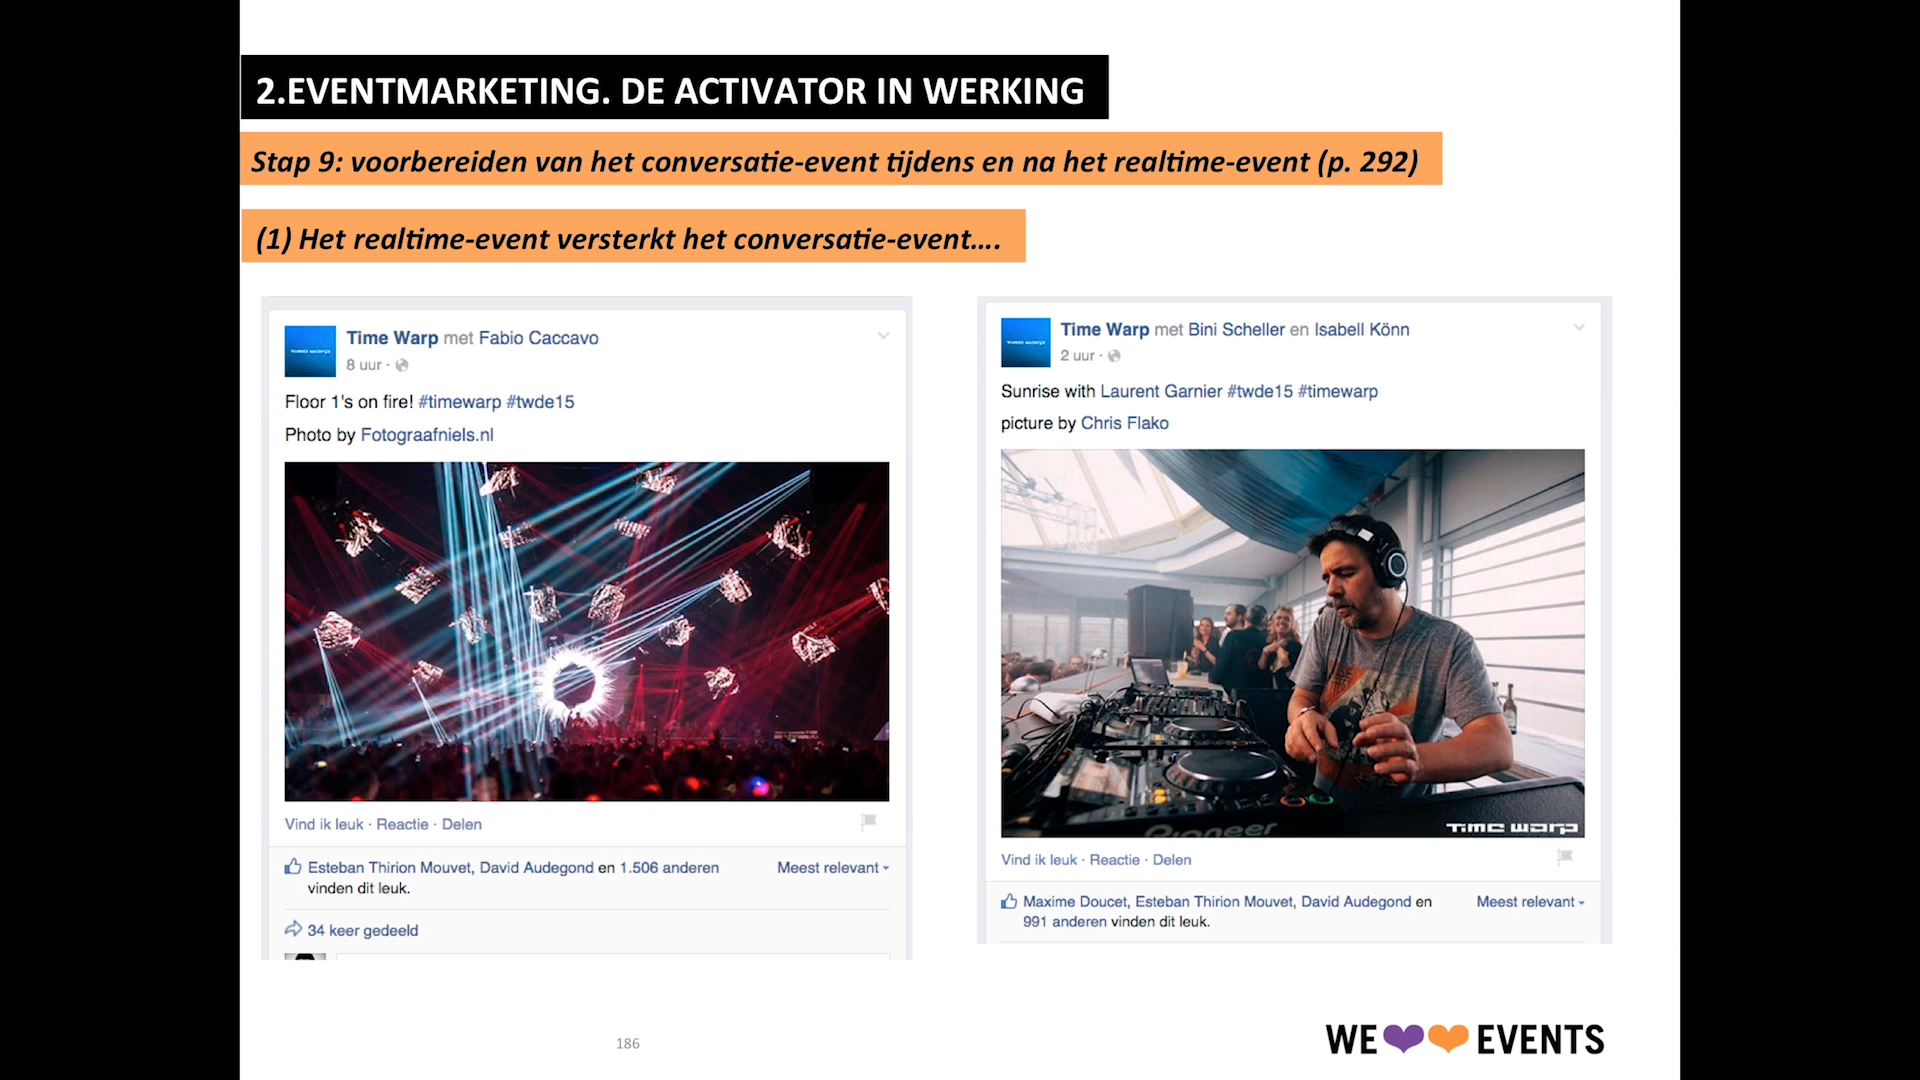 2.EVENTMARKETING. DE ACTIVATOR IN WERKING
Stap 9: voorbereiden van het conversatie-event tijdens en na het realtime-event (p. 292)
(1) Het realtime-event versterkt het conversatie-event....
Time Warp met Fabio Caccavo
8 uur ·
Floor 1's on fire! #timewarp #twde15
Photo by Fotograafniels.nl
Vind ik leuk · Reactie · Delen
Esteban Thirion Mouvet, David Audegond en 1.506 anderen
vinden dit leuk.
Meest relevant
34 keer gedeeld
Time Warp met Bini Scheller en Isabell Könn
2 uur ·
Sunrise with Laurent Garnier #twde15 #timewarp
picture by Chris Flako
Pioneer
TIME WARP
Vind ik leuk · Reactie · Delen
Maxime Doucet, Esteban Thirion Mouvet, David Audegond en
991 anderen vinden dit leuk.
Meest relevant
186
WE EVENTS